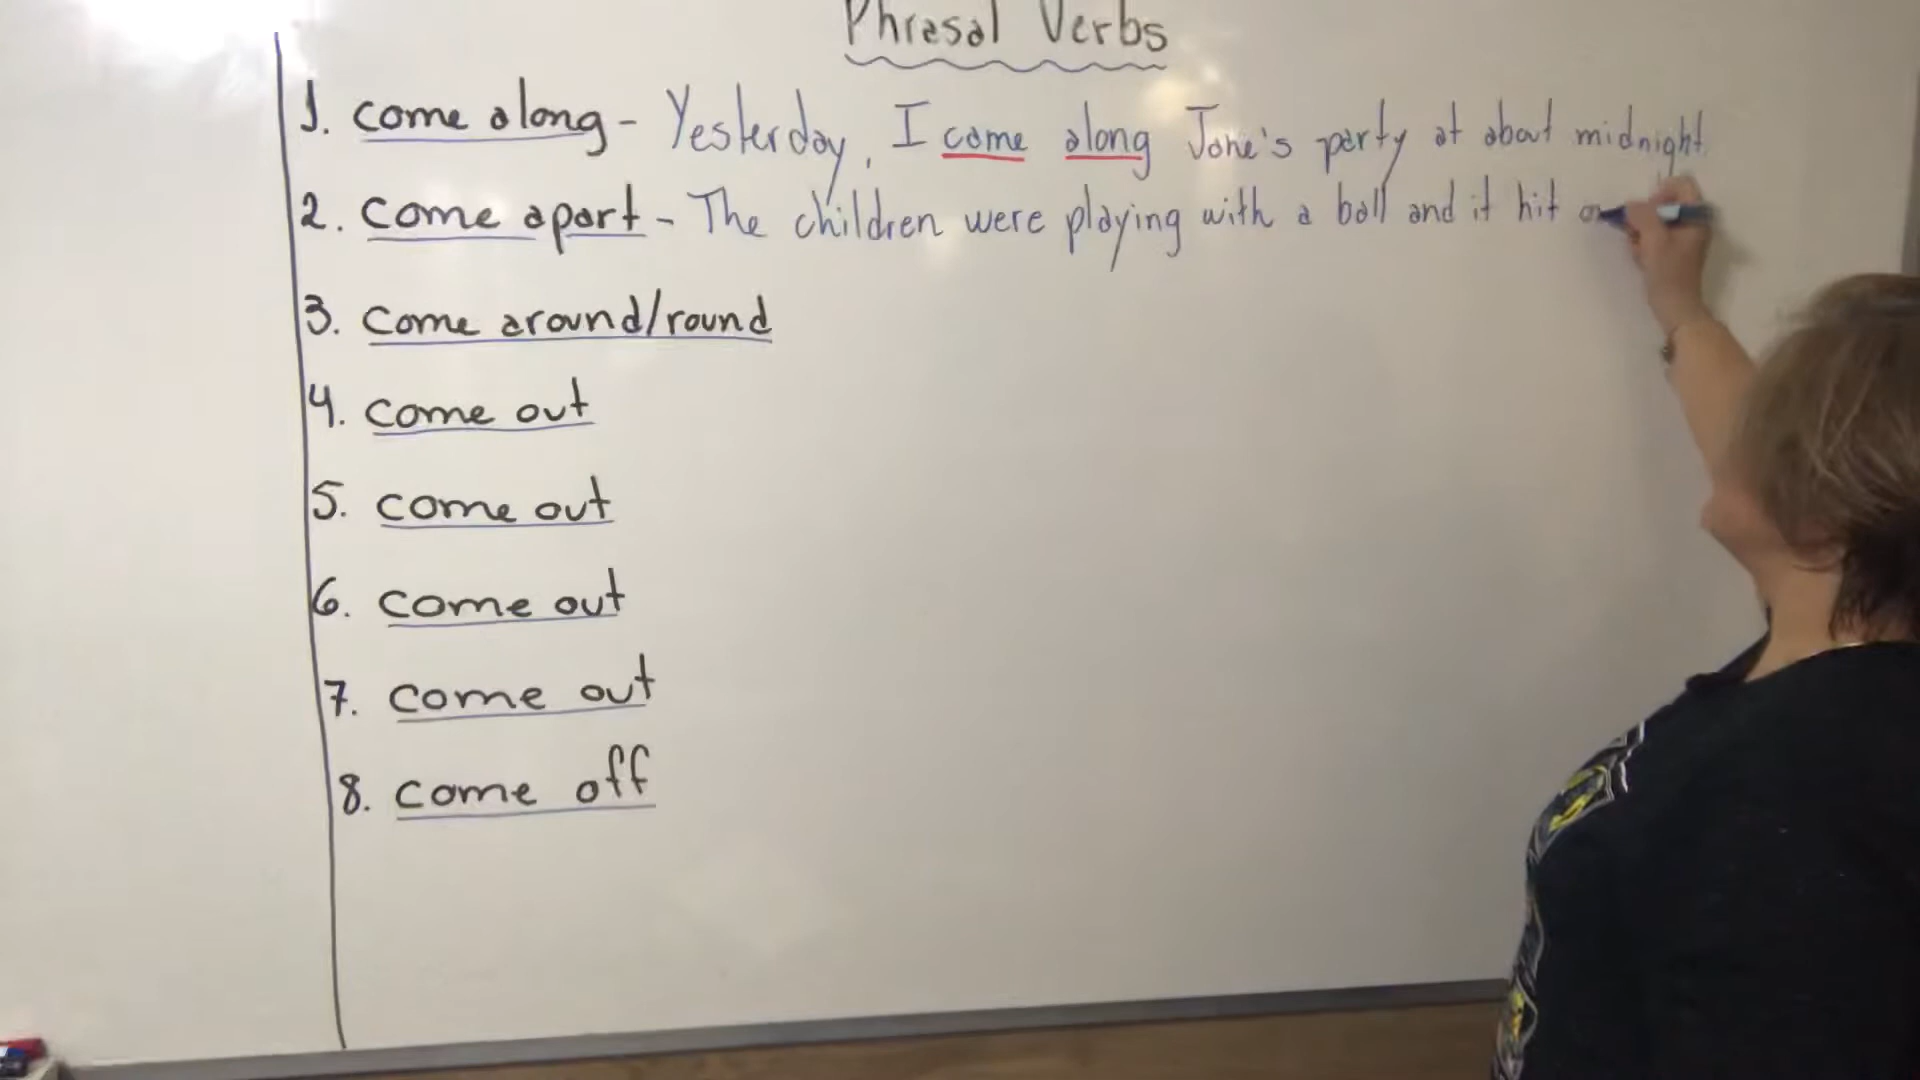 Phrasal Verbs
1. come along - Yesterday, I came along Jane's party at about midnight.
2. come apart - The children were playing with a ball and it hit
3. come around/round
4. come out
5. come out
6. come out
7. come out
8. come off